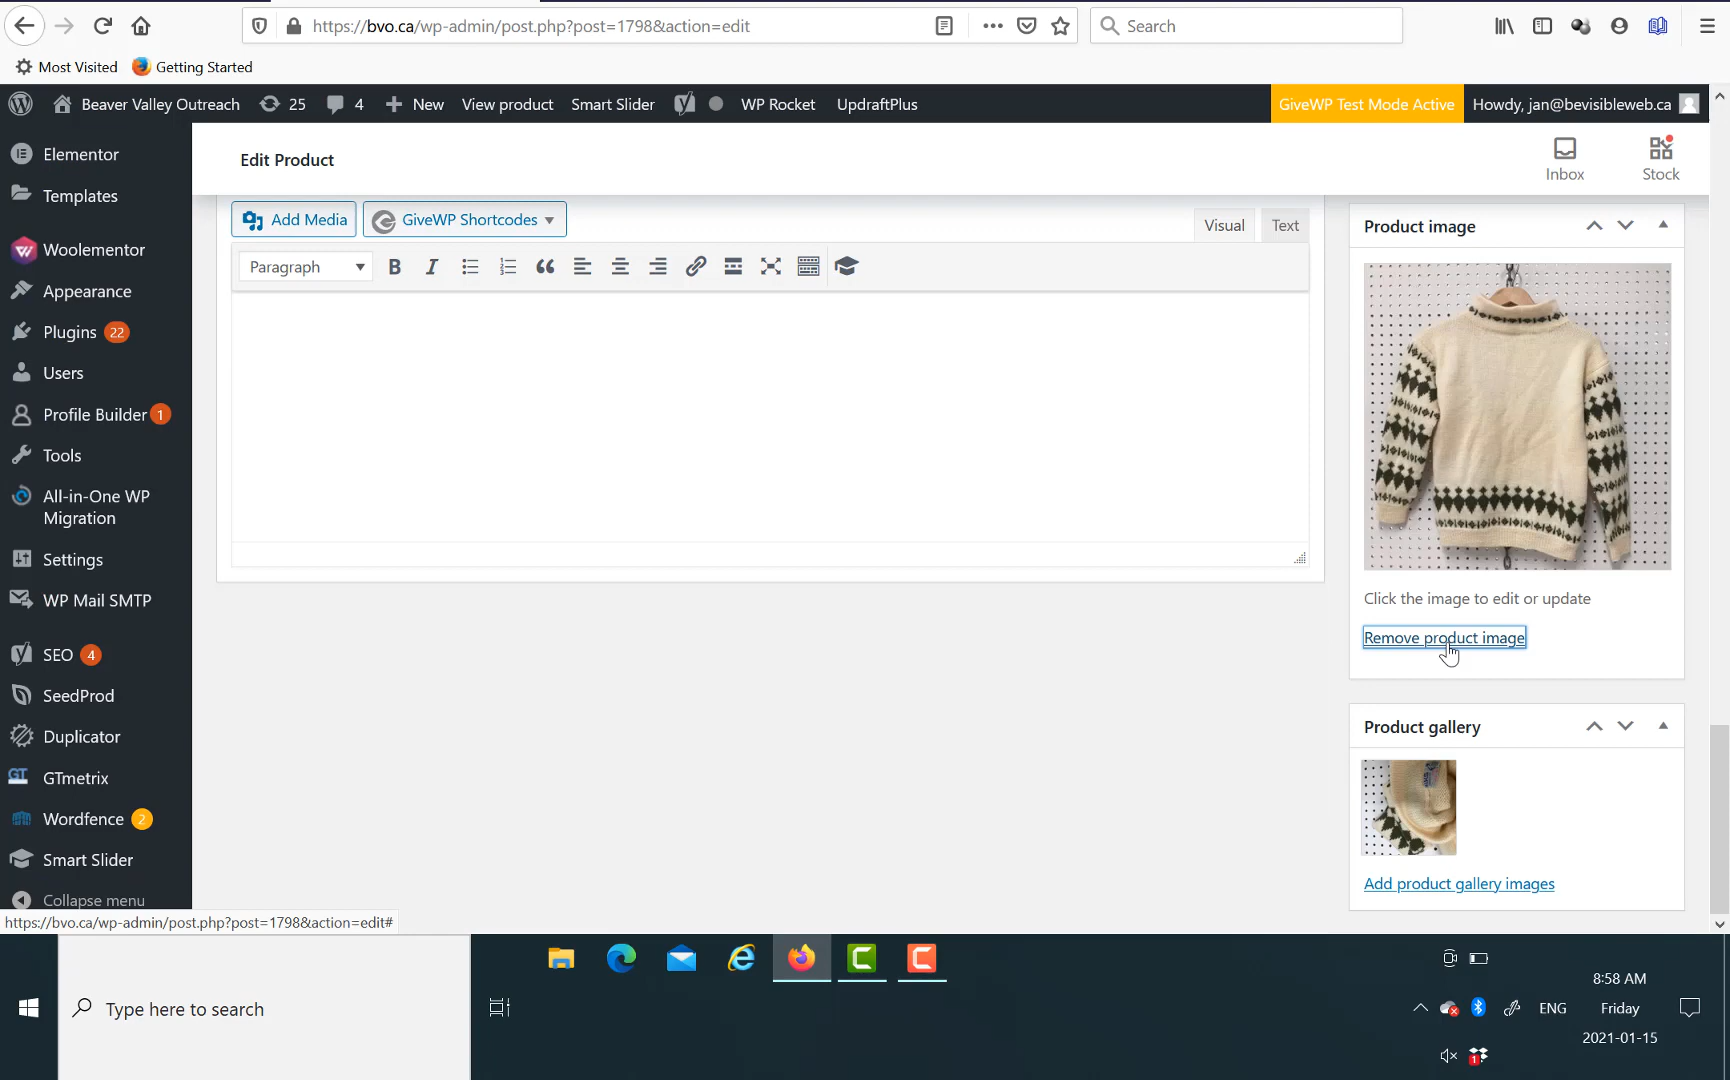 https://bvo.ca/wp-admin/post.php?post=1798&action=edit
Search
Most Visited
Getting Started
Beaver Valley Outreach
25
4
New
View product
Smart Slider
WP Rocket
UpdraftPlus
GiveWP Test Mode Active
Howdy, jan@bevisibleweb.ca
Elementor
Templates
Woolementor
Appearance
Plugins 22
Users
Profile Builder 1
Tools
All-in-One WP
Migration
Settings
WP Mail SMTP
SEO 4
SeedProd
Duplicator
GT GTmetrix
Wordfence 2
Smart Slider
Collapse menu
Edit Product
Inbox
Stock
Add Media
GiveWP Shortcodes
Visual
Text
Paragraph
B
I
Product image
Click the image to edit or update
Remove product image
Product gallery
Add product gallery images
https://bvo.ca/wp-admin/post.php?post=1798&action=edit#
Type here to search
ENG
8:58 AM
Friday
2021-01-15
1